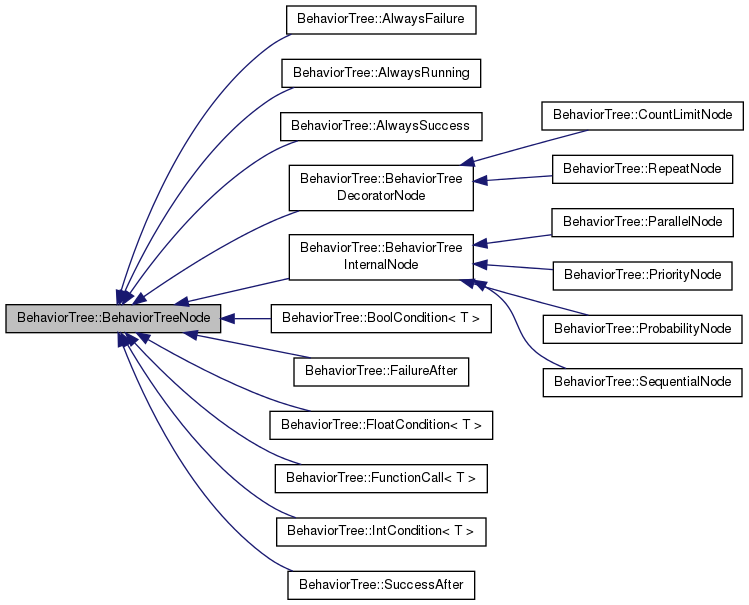 BehaviorTree::AlwaysFailure
BehaviorTree::AlwaysRunning
BehaviorTree::AlwaysSuccess
BehaviorTree::CountLimitNode
BehaviorTree::BehaviorTree
DecoratorNode
BehaviorTree::RepeatNode
BehaviorTree::ParallelNode
BehaviorTree::BehaviorTree
InternalNode
BehaviorTree::PriorityNode
BehaviorTree::BehaviorTreeNode
BehaviorTree::BoolCondition< T >
BehaviorTree::ProbabilityNode
BehaviorTree::FailureAfter
BehaviorTree::SequentialNode
BehaviorTree::FloatCondition< T >
BehaviorTree::FunctionCall< T >
BehaviorTree::IntCondition< T >
BehaviorTree::SuccessAfter